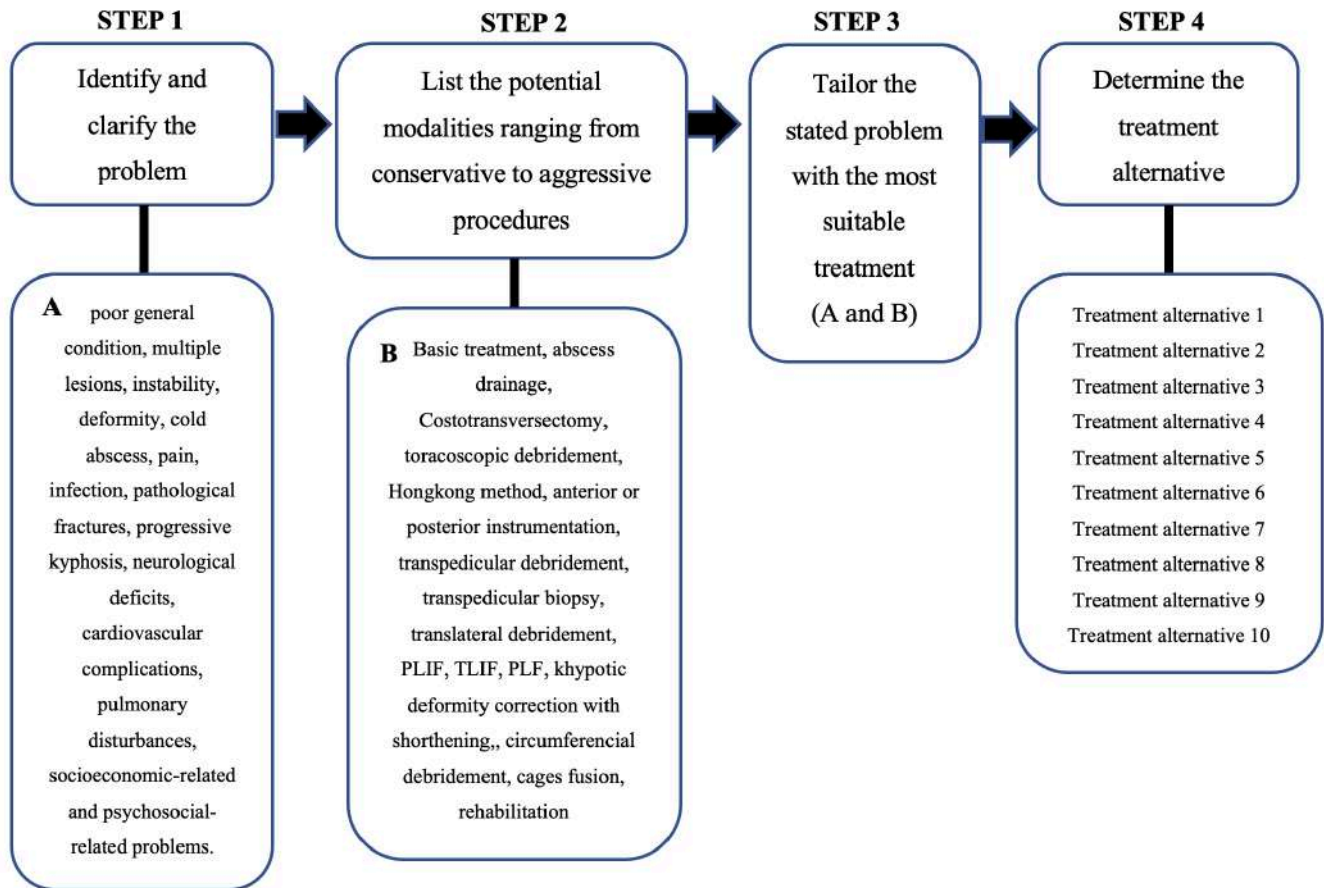 STEP 1
Identify and
clarify the
problem
A
poor general
condition, multiple
lesions, instability,
deformity, cold
abscess, pain,
infection, pathological
fractures, progressive
kyphosis, neurological
deficits,
cardiovascular
complications,
pulmonary
disturbances,
socioeconomic-related
and psychosocial-
related problems.
STEP 2
List the potential
modalities ranging from
conservative to aggressive
procedures
B
Basic treatment, abscess
drainage,
Costotransversectomy,
toracoscopic debridement,
Hongkong method, anterior or
posterior instrumentation,
transpedicular debridement,
transpedicular biopsy,
translateral debridement,
PLIF, TLIF, PLF, khypotic
deformity correction with
shortening,, circumferencial
debridement, cages fusion,
rehabilitation
STEP 3
Tailor the
stated problem
with the most
suitable
treatment
(A and B)
STEP 4
Determine the
treatment
alternative
Treatment alternative 1
Treatment alternative 2
Treatment alternative 3
Treatment alternative 4
Treatment alternative 5
Treatment alternative 6
Treatment alternative 7
Treatment alternative 8
Treatment alternative 9
Treatment alternative 10